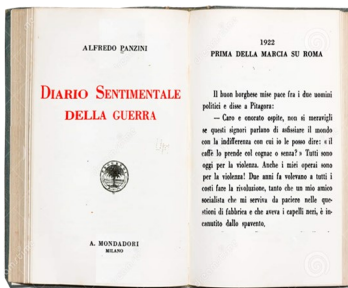 ALFREDO PANZINI
DIARIO SENTIMENTALE
DELLA GUERRA
A. MONDADORI
MILANO
1922
PRIMA DELLA MARCIA SU ROMA
Il buon borghese mise pace fra i due uomini
politici e disse a Pitagora:
— Caro e onorato ospite, non si meravigli
se questi signori parlano di asfissiare il mondo
con la indifferenza con cui io le posso dire: « il
caffè lo prende col cognac o senza? » Tutti sono
oggi per la violenza. Anche i miei operai sono
per la violenza! Due anni fa volevano a tutti i
costi fare la rivoluzione, tanto che un mio amico
socialista che mi serviva da paciere nelle que-
stioni di fabbrica e che aveva i capelli neri, è in-
canutito dallo spavento.